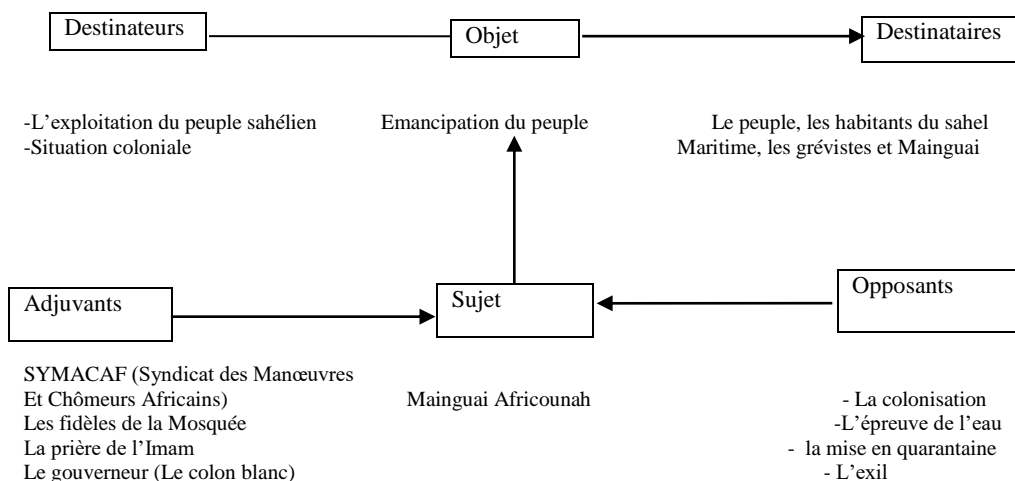 Destinateurs
Objet
Destinataires
-L'exploitation du peuple sahélien
-Situation coloniale
Emancipation du peuple
Le peuple, les habitants du sahel
Maritime, les grévistes et Mainguai
Adjuvants
Sujet
Opposants
SYMACAF (Syndicat des Manœuvres
Et Chômeurs Africains)
Les fidèles de la Mosquée
La prière de l'Imam
Le gouverneur (Le colon blanc)
Mainguai Africounah
- La colonisation
-L'épreuve de l'eau
- la mise en quarantaine
- L'exil